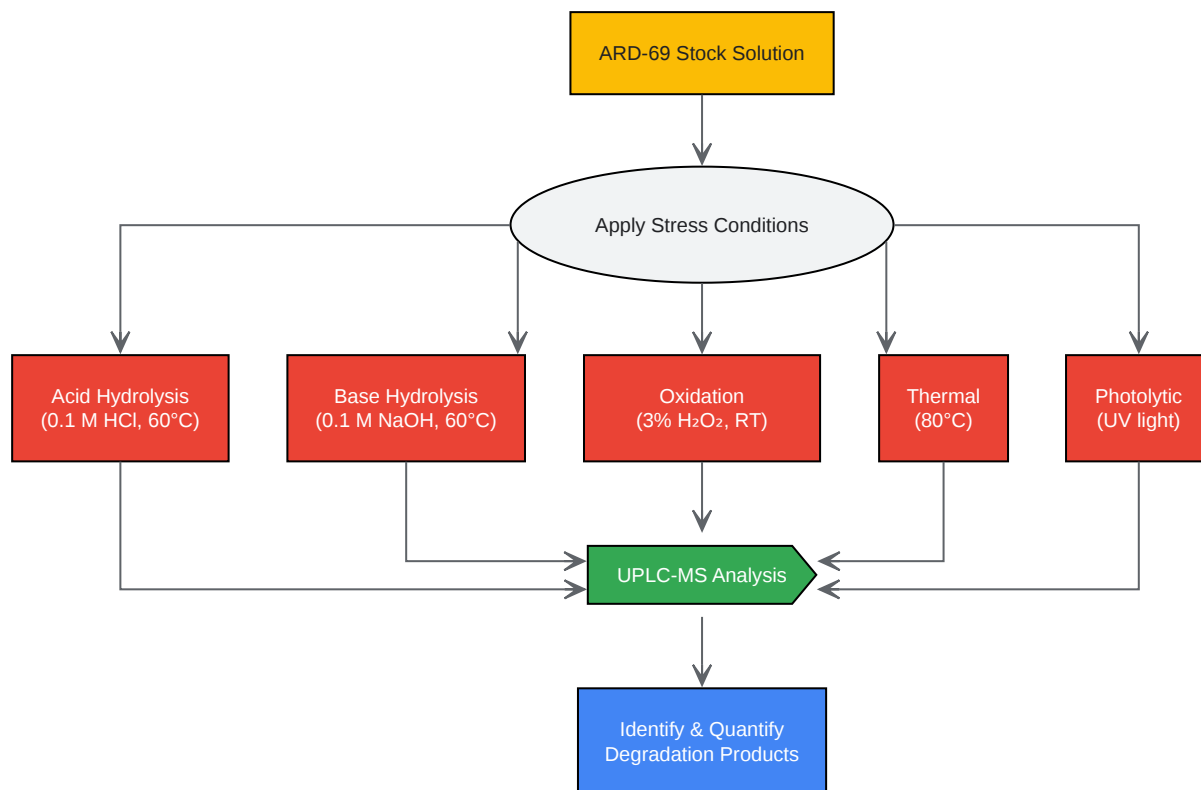 ARD-69 Stock Solution
Apply Stress Conditions
Acid Hydrolysis
(0.1 M HCl, 60°C)
Base Hydrolysis
(0.1 M NaOH, 60°C)
Oxidation
(3% H₂O₂, RT)
Thermal
(80°C)
Photolytic
(UV light)
UPLC-MS Analysis
Identify & Quantify
Degradation Products